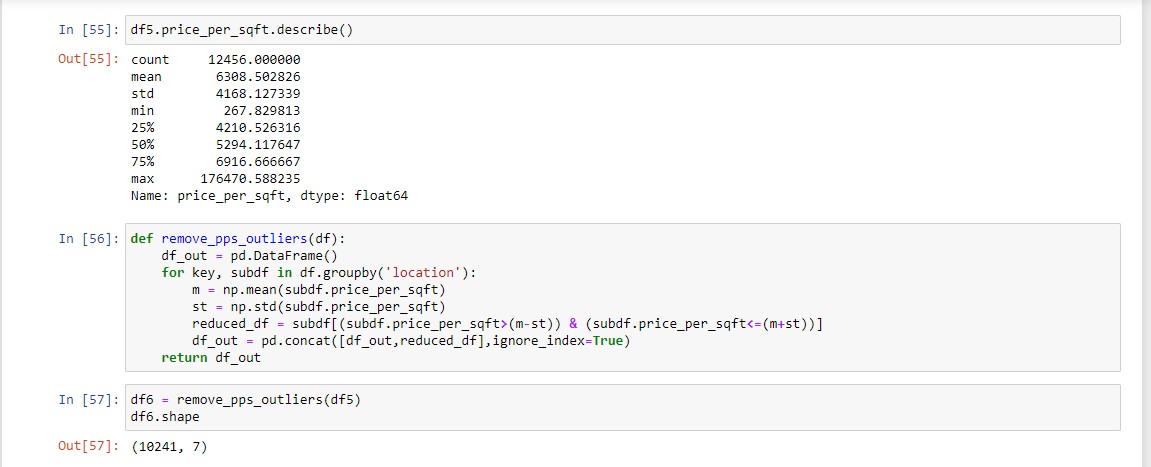 In [55]: df5.price_per_sqft.describe()
Out[55]: count     12456.000000
mean       6308.502826
std        4168.127339
min         267.829813
25%        4210.526316
50%        5294.117647
75%        6916.666667
max      176470.588235
Name: price_per_sqft, dtype: float64
In [56]: def remove_pps_outliers(df):
    df_out = pd.DataFrame()
    for key, subdf in df.groupby('location'):
        m = np.mean(subdf.price_per_sqft)
        st = np.std(subdf.price_per_sqft)
        reduced_df = subdf[(subdf.price_per_sqft>(m-st)) & (subdf.price_per_sqft<=(m+st))]
        df_out = pd.concat([df_out,reduced_df],ignore_index=True)
    return df_out
In [57]: df6 = remove_pps_outliers(df5)
df6.shape
Out[57]: (10241, 7)